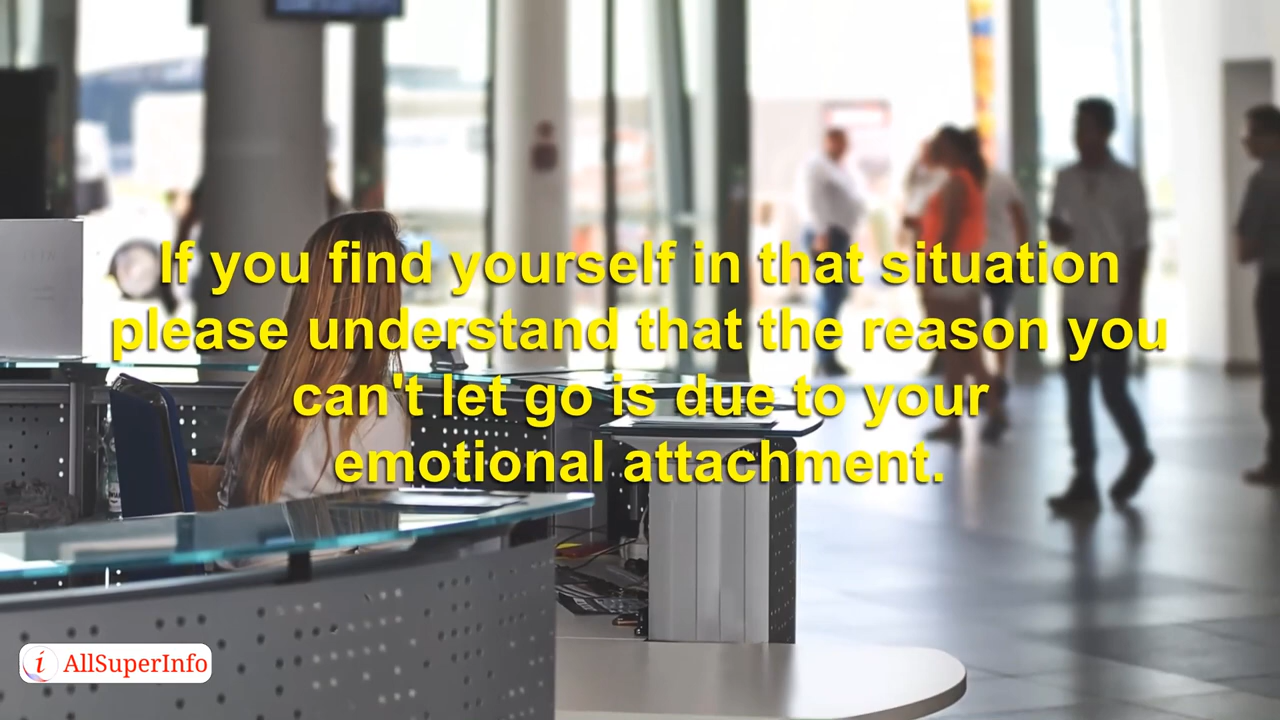 If you find yourself in that situation
please understand that the reason you
can't let go is due to your
emotional attachment.
i AllSuperInfo